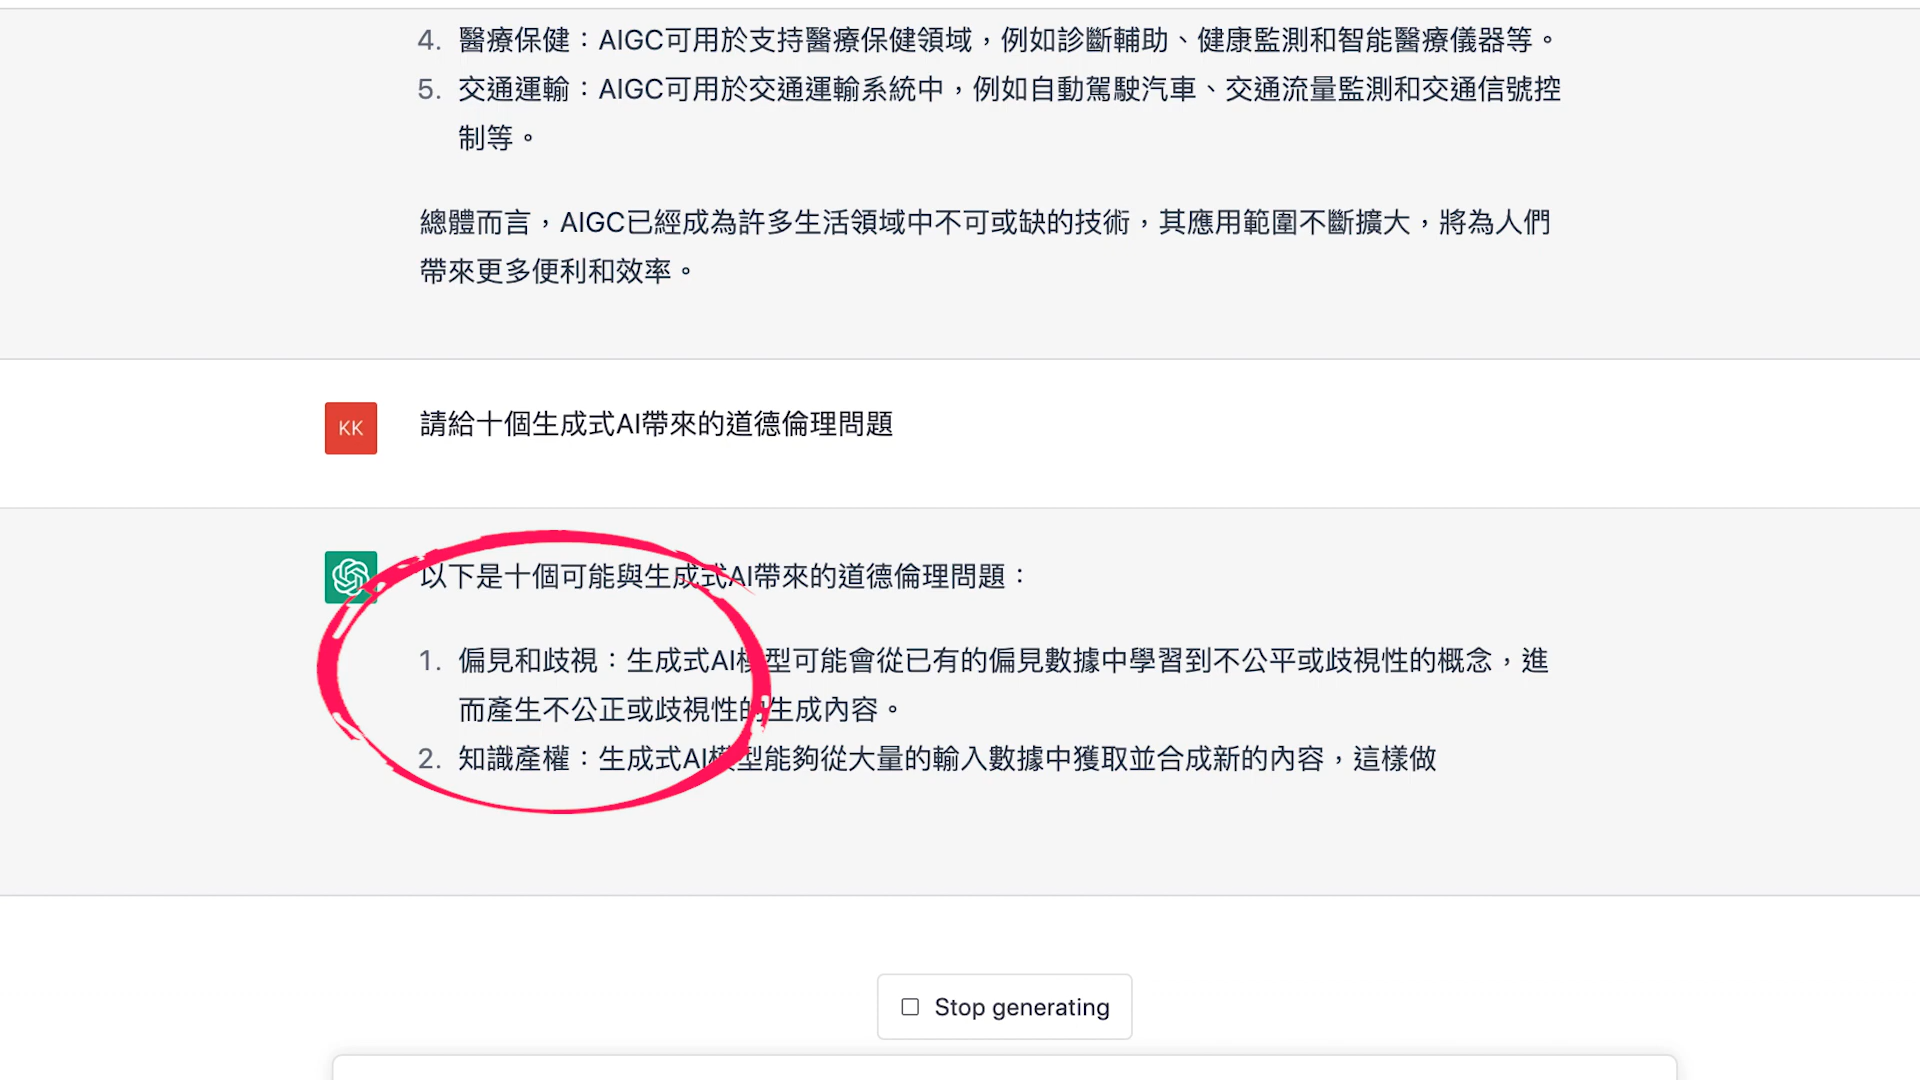 4. 醫療保健：AIGC可用於支持醫療保健領域，例如診斷輔助、健康監測和智能醫療儀器等。
5. 交通運輸：AIGC可用於交通運輸系統中，例如自動駕駛汽車、交通流量監測和交通信號控
制等。
總體而言，AIGC已經成為許多生活領域中不可或缺的技術，其應用範圍不斷擴大，將為人們
帶來更多便利和效率。
KK
請給十個生成式AI帶來的道德倫理問題
以下是十個可能與生成式AI帶來的道德倫理問題：
1. 偏見和歧視：生成式AI模型可能會從已有的偏見數據中學習到不公平或歧視性的概念，進
而產生不公正或歧視性的生成內容。
2. 知識產權：生成式AI模型能夠從大量的輸入數據中獲取並合成新的內容，這樣做
Stop generating